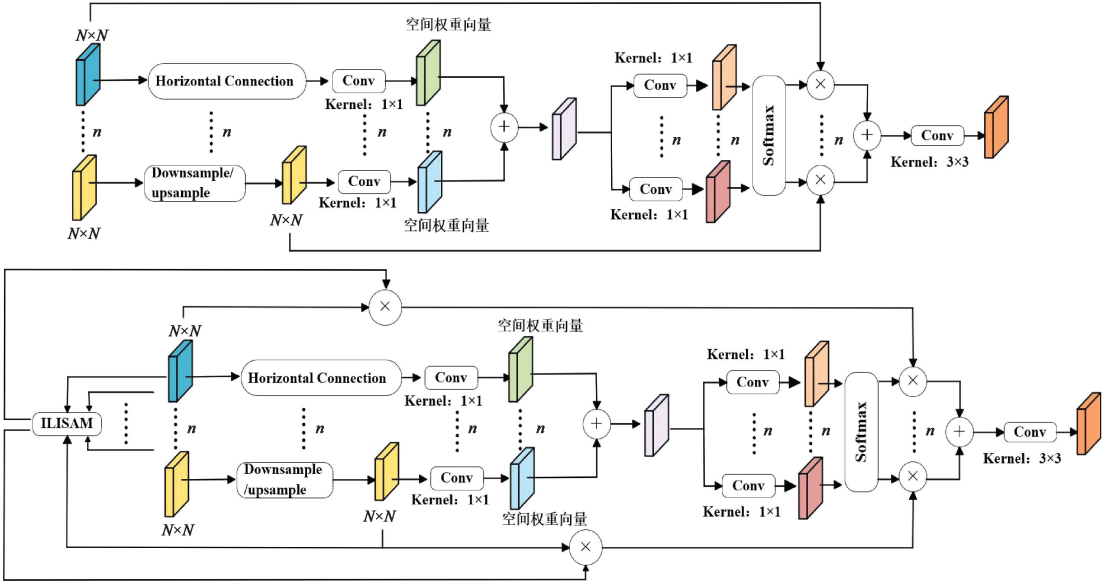 N×N
空间权重向量
Horizontal Connection
Conv
Kernel：1×1
n
n
n
Downsample/
upsample
Conv
Kernel：1×1
N×N
N×N
空间权重向量
+
Kernel：1×1
Conv
n
n
Conv
Kernel：1×1
Softmax
×
n
×
+
Conv
Kernel：3×3
×
N×N
空间权重向量
Horizontal Connection
Conv
Kernel：1×1
ILISAM
n
n
n
Downsample
/upsample
Conv
Kernel：1×1
N×N
N×N
空间权重向量
×
+
Kernel：1×1
Conv
n
n
Conv
Kernel：1×1
Softmax
×
n
×
+
Conv
Kernel：3×3